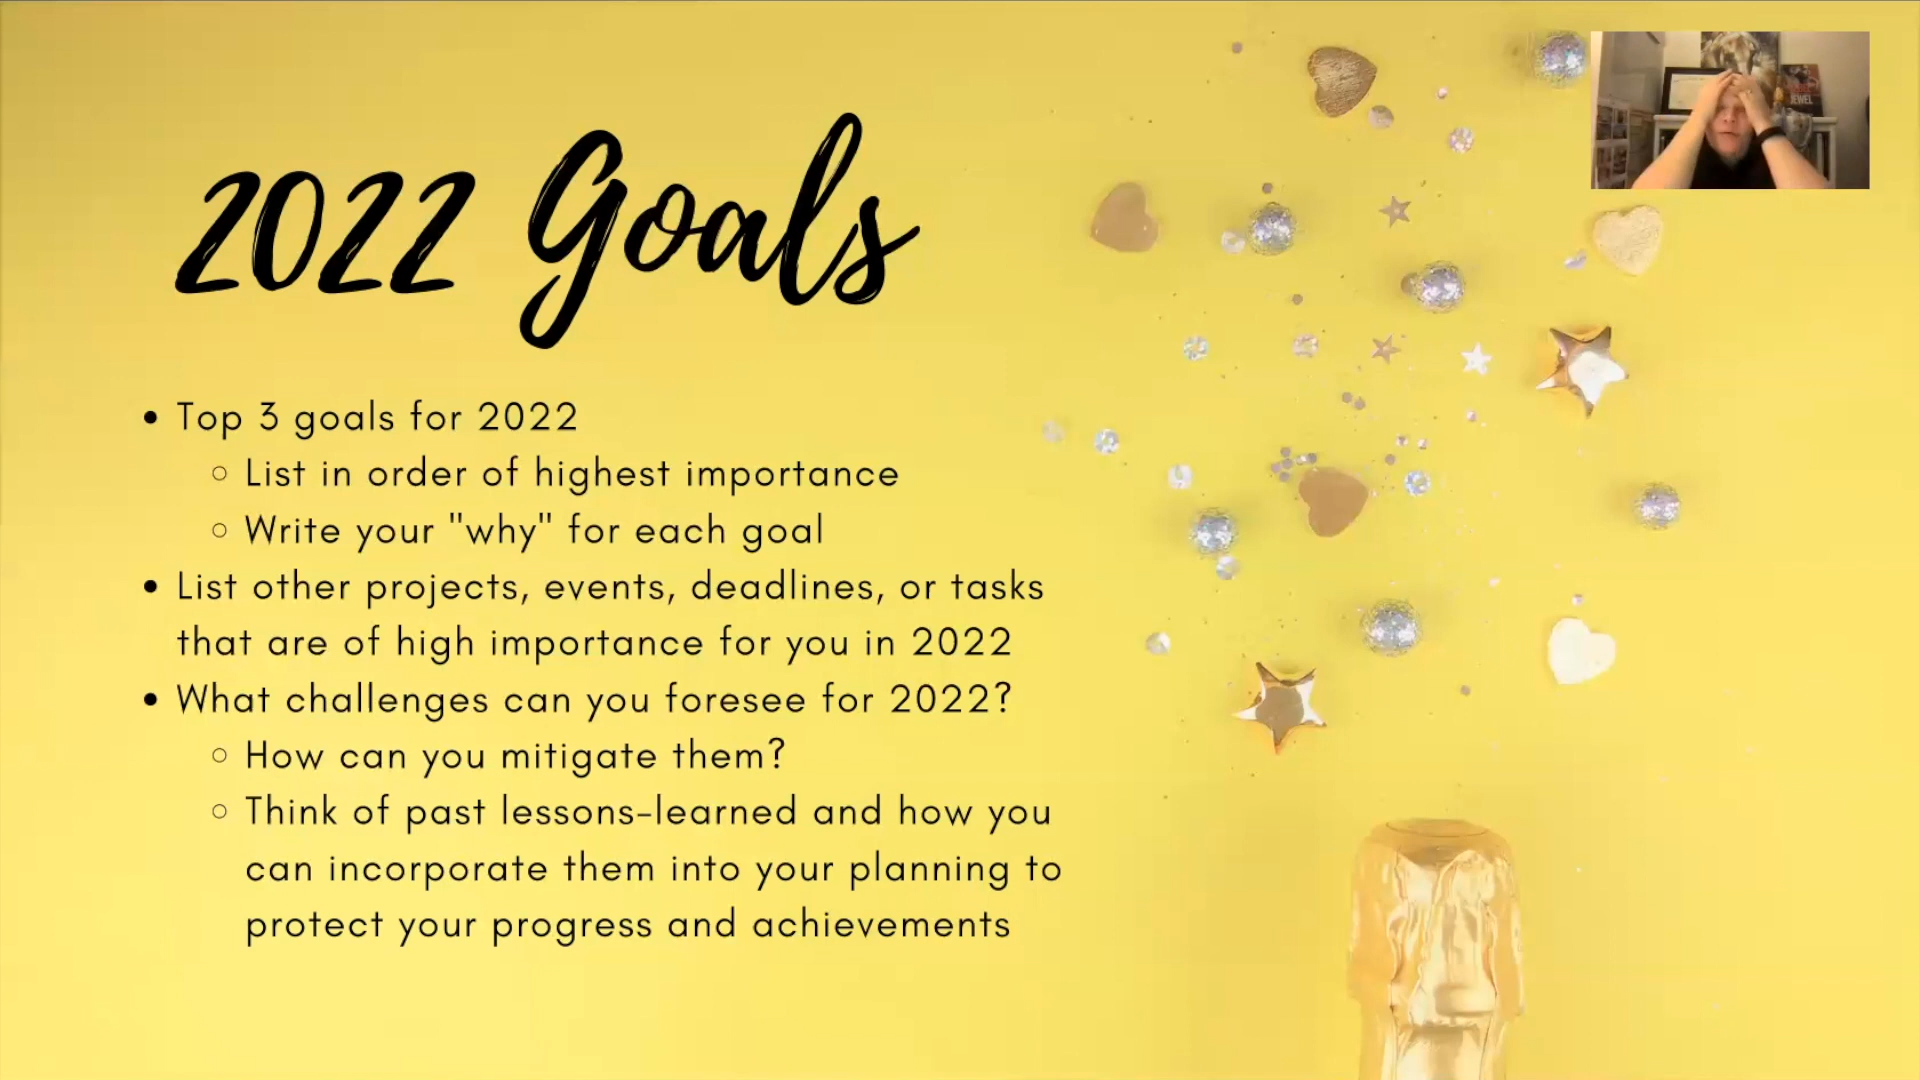 2022 Goals
• Top 3 goals for 2022
○ List in order of highest importance
○ Write your "why" for each goal
• List other projects, events, deadlines, or tasks
that are of high importance for you in 2022
• What challenges can you foresee for 2022?
○ How can you mitigate them?
○ Think of past lessons-learned and how you
can incorporate them into your planning to
protect your progress and achievements
JEWEL